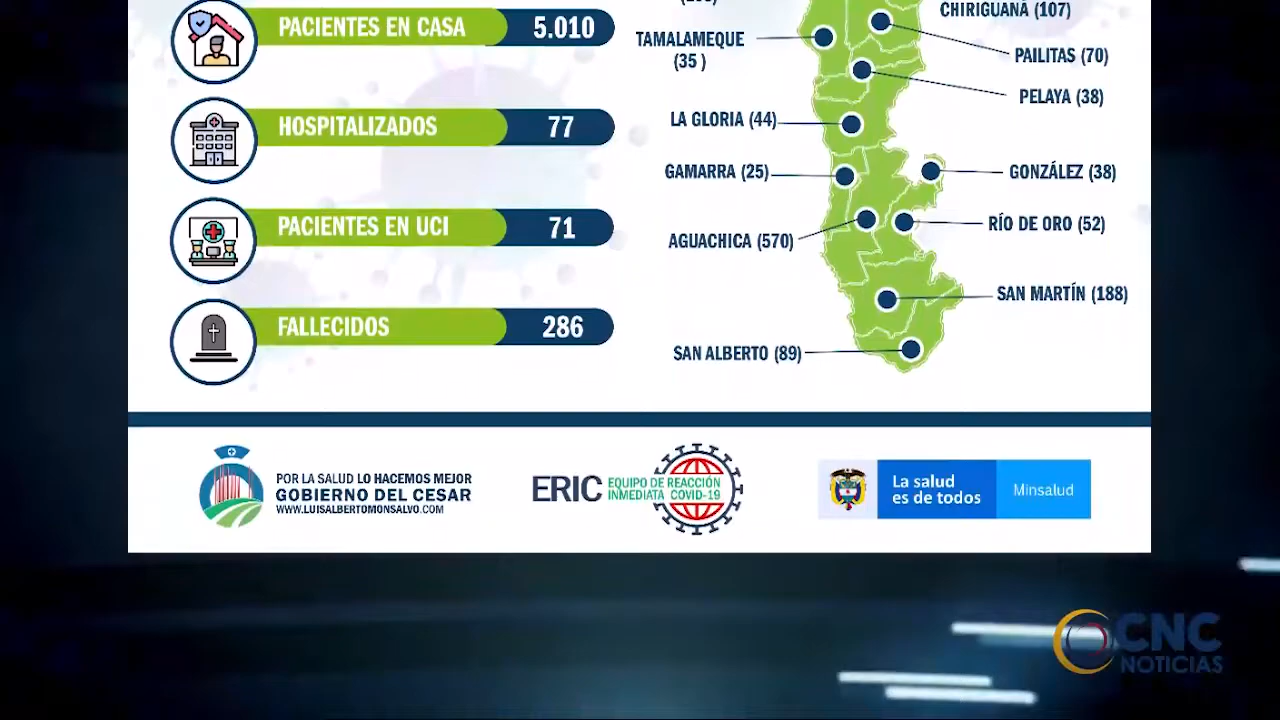 PACIENTES EN CASA 5.010
HOSPITALIZADOS 77
PACIENTES EN UCI 71
FALLECIDOS 286
CHIRIGUANÁ (107)
TAMALAMEQUE
(35 )
PAILITAS (70)
PELAYA (38)
LA GLORIA (44)
GAMARRA (25)
GONZÁLEZ (38)
RÍO DE ORO (52)
AGUACHICA (570)
SAN MARTÍN (188)
SAN ALBERTO (89)
POR LA SALUD LO HACEMOS MEJOR
GOBIERNO DEL CESAR
WWW.LUISALBERTOMONSALVO.COM
ERIC EQUIPO DE REACCIÓN
INMEDIATA COVID-19
La salud
es de todos
Minsalud
CNC
NOTICIAS